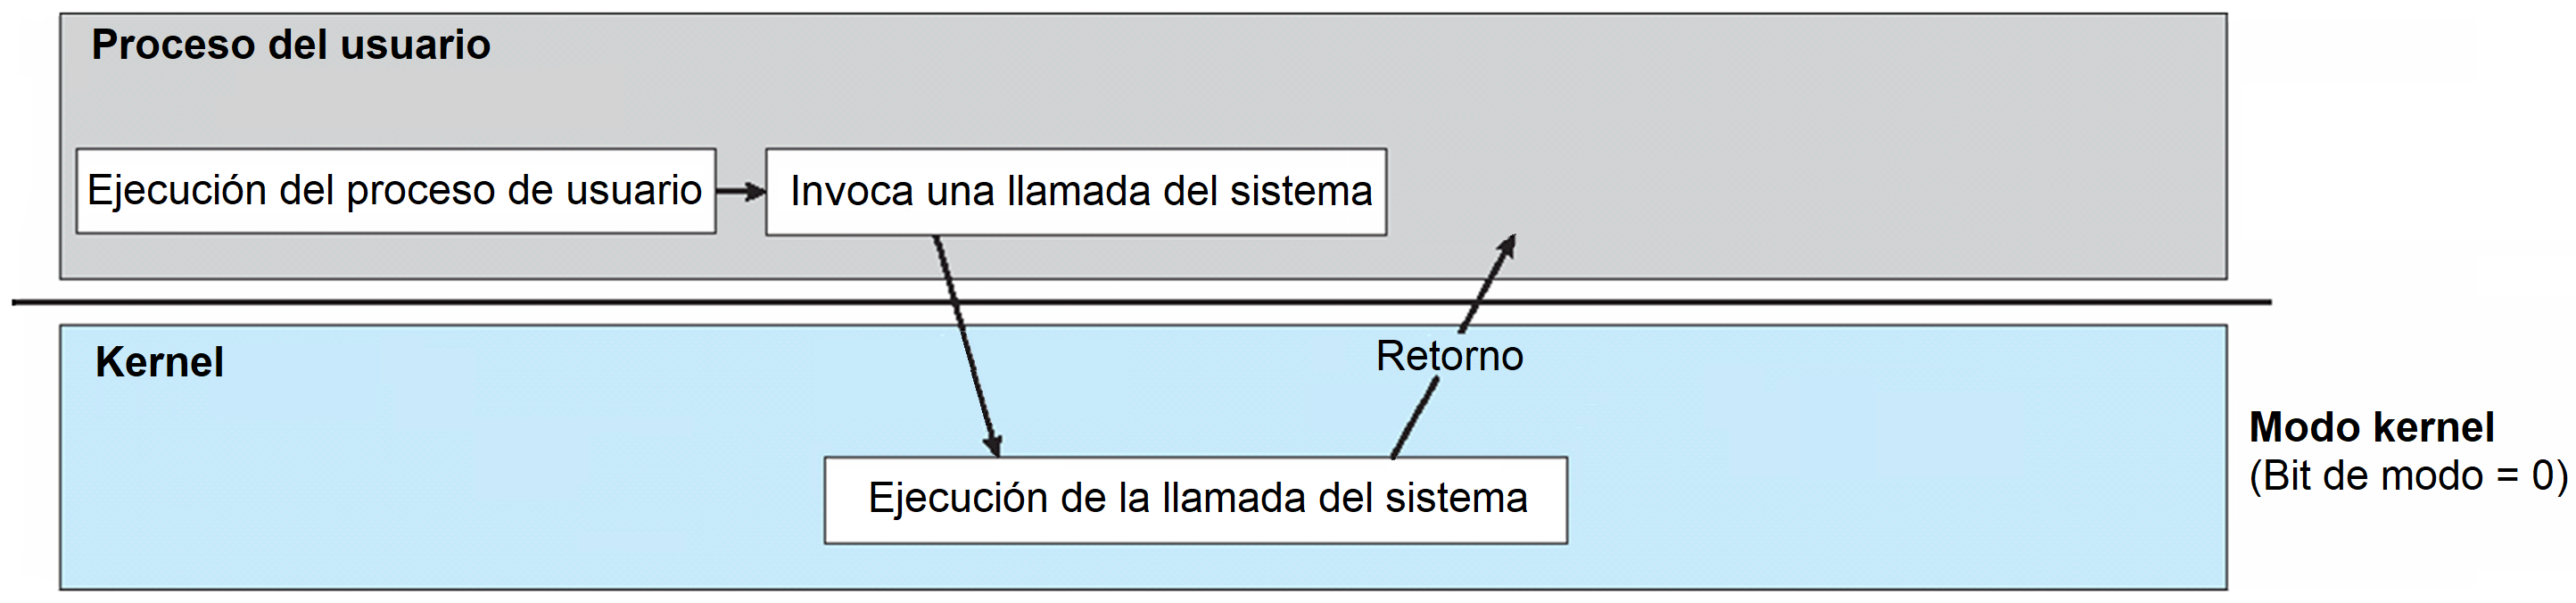 Proceso del usuario
Ejecución del proceso de usuario
Invoca una llamada del sistema
Kernel
Retorno
Modo kernel
(Bit de modo = 0)
Ejecución de la llamada del sistema